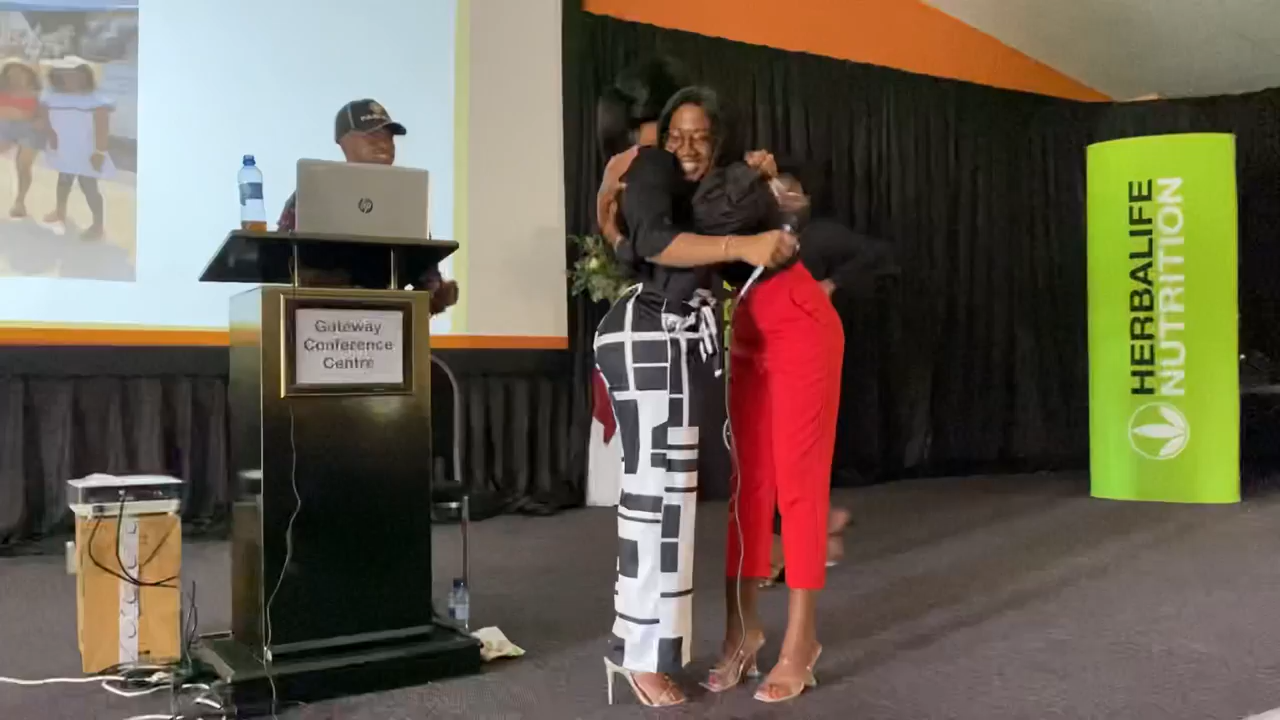 hp
Gateway
Conference
Centre
HERBALIFE
NUTRITION